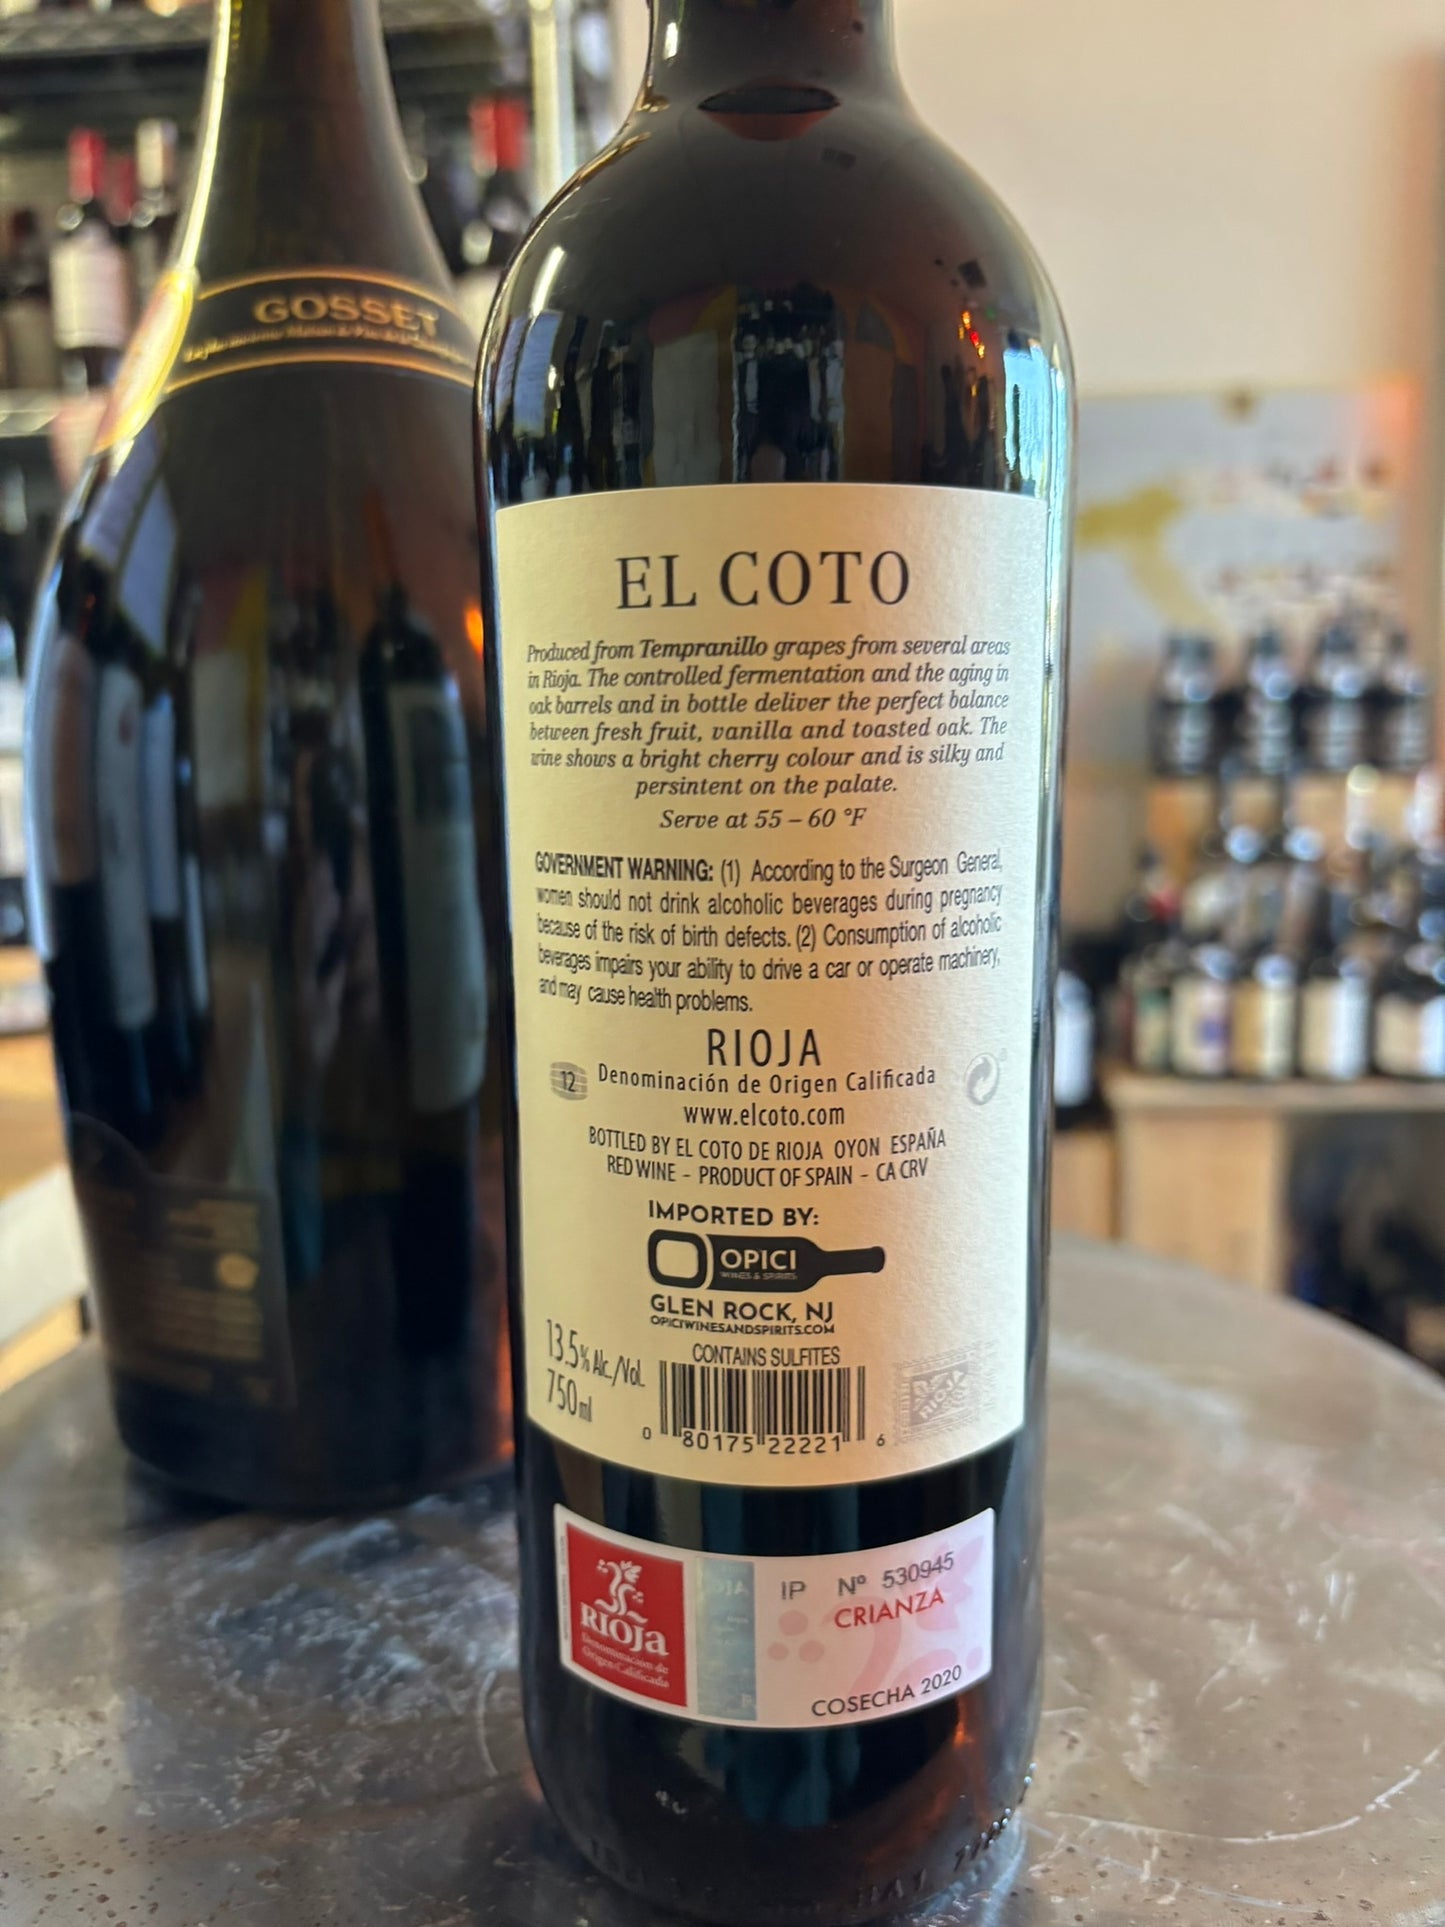 GOSSET
EL COTO
Produced from Tempranillo grapes from several areas
in Rioja. The controlled fermentation and the aging in
oak barrels and in bottle deliver the perfect balance
between fresh fruit, vanilla and toasted oak. The
wine shows a bright cherry colour and is silky and
persintent on the palate.
Serve at 55 – 60 °F
GOVERNMENT WARNING: (1) According to the Surgeon General,
women should not drink alcoholic beverages during pregnancy
because of the risk of birth defects. (2) Consumption of alcoholic
beverages impairs your ability to drive a car or operate machinery,
and may cause health problems.
RIOJA
12 Denominación de Origen Calificada
www.elcoto.com
BOTTLED BY EL COTO DE RIOJA OYON ESPAÑA
RED WINE - PRODUCT OF SPAIN - CA CRV
IMPORTED BY:
OPICI
WINES & SPIRITS
GLEN ROCK, NJ
OPICIWINESANDSPIRITS.COM
13.5% Alc./Vol.
750ml
CONTAINS SULFITES
0 80175 22221 6
RIOJA
RIOJA
Denominación de
Origen Calificada
IP Nº 530945
CRIANZA
COSECHA 2020